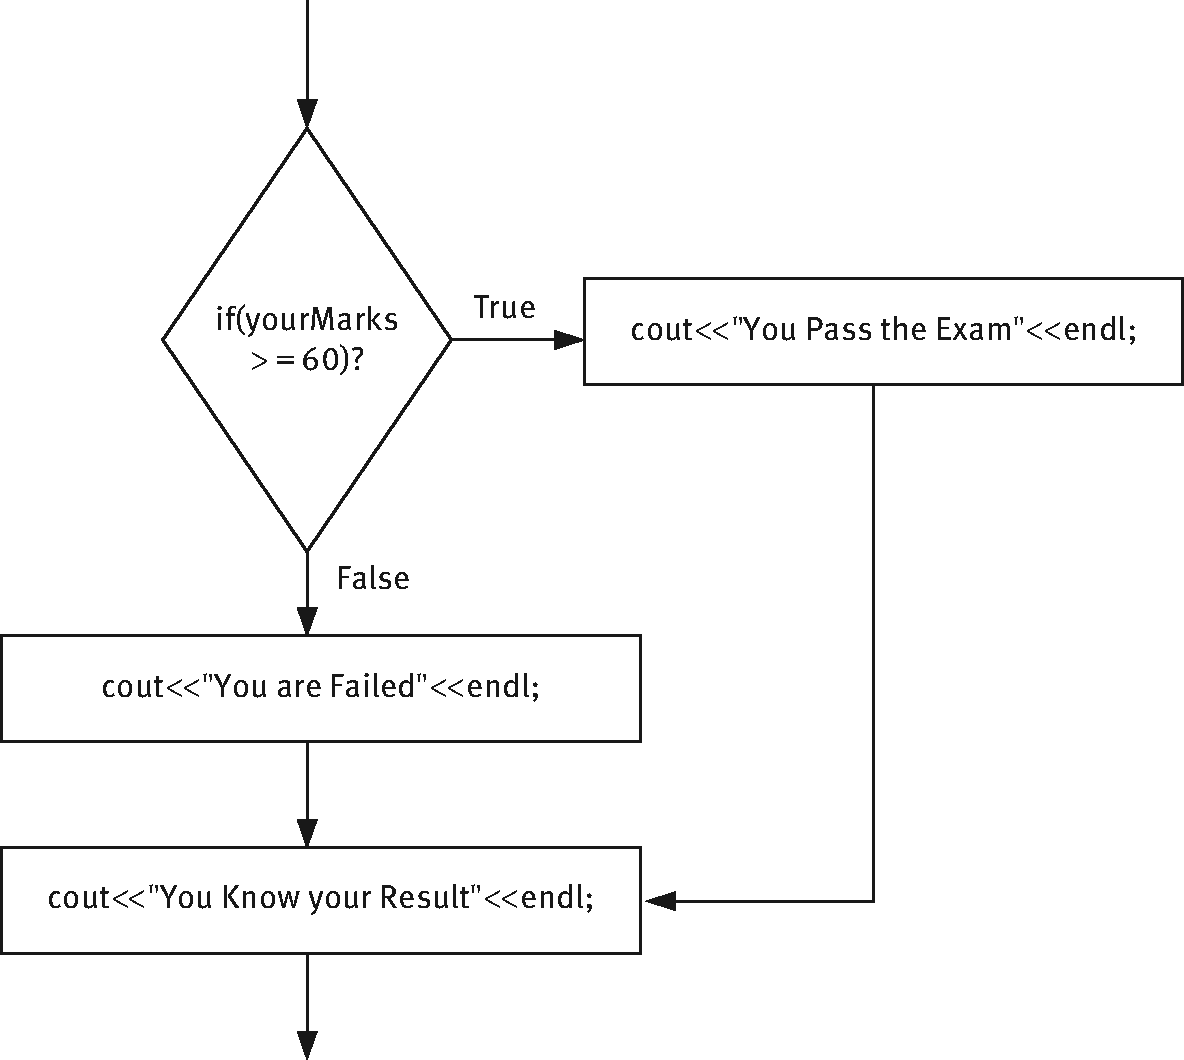 if(yourMarks
> = 60)?
True
cout<<"You Pass the Exam"<<endl;
False
cout<<"You are Failed"<<endl;
cout<<"You Know your Result"<<endl;